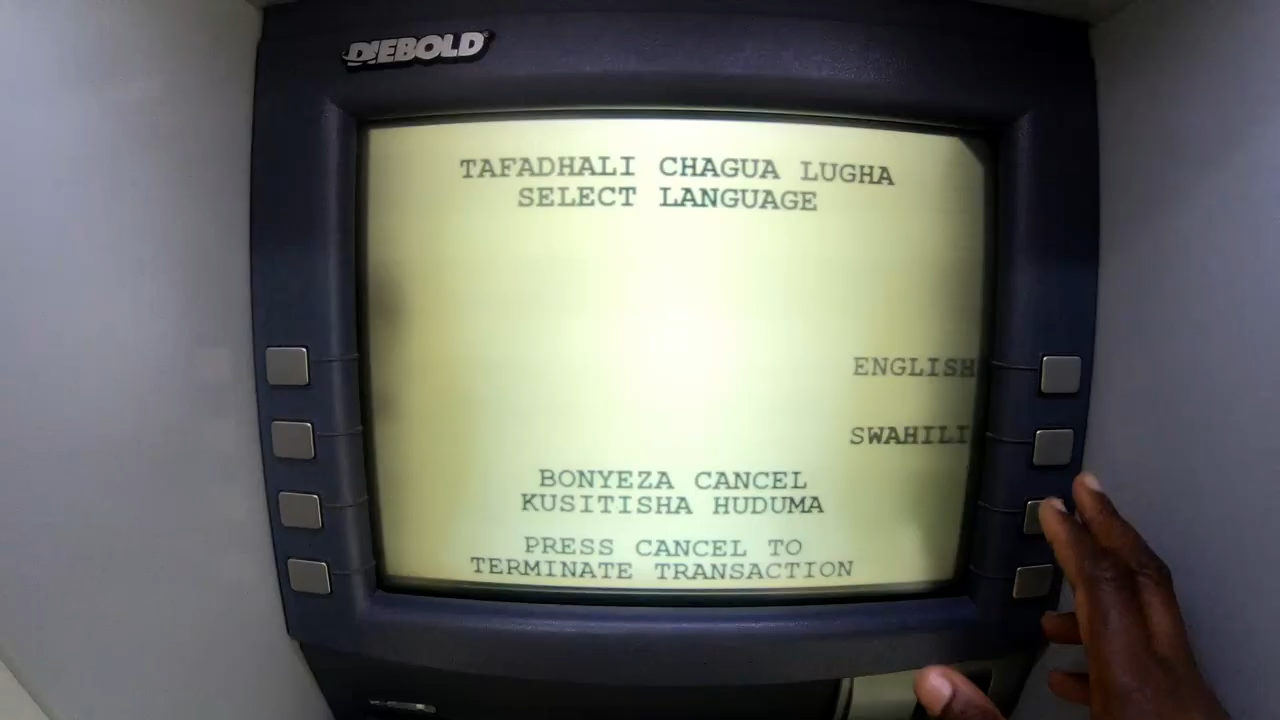 DIEBOLD
TAFADHALI CHAGUA LUGHA
SELECT LANGUAGE
ENGLISH
SWAHILI
BONYEZA CANCEL
KUSITISHA HUDUMA
PRESS CANCEL TO
TERMINATE TRANSACTION